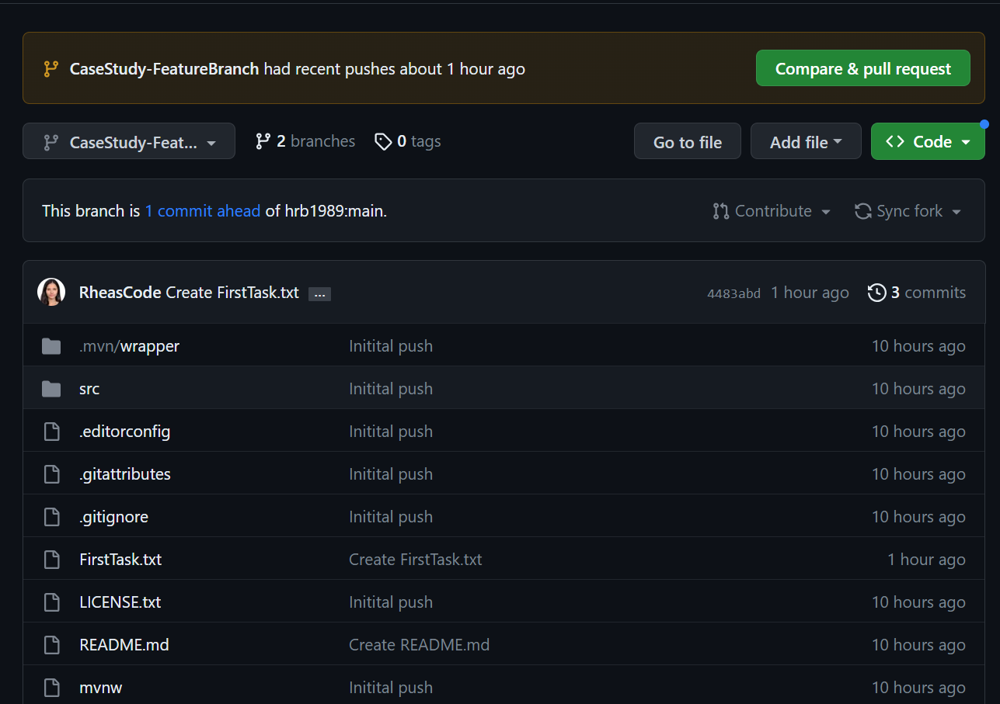 CaseStudy-FeatureBranch had recent pushes about 1 hour ago Compare & pull request
CaseStudy-Feat... 2 branches 0 tags Go to file Add file Code
This branch is 1 commit ahead of hrb1989:main. Contribute Sync fork
RheasCode Create FirstTask.txt ... 4483abd 1 hour ago 3 commits
.mvn/wrapper Initital push 10 hours ago
src Initital push 10 hours ago
.editorconfig Initital push 10 hours ago
.gitattributes Initital push 10 hours ago
.gitignore Initital push 10 hours ago
FirstTask.txt Create FirstTask.txt 1 hour ago
LICENSE.txt Initital push 10 hours ago
README.md Create README.md 10 hours ago
mvnw Initital push 10 hours ago